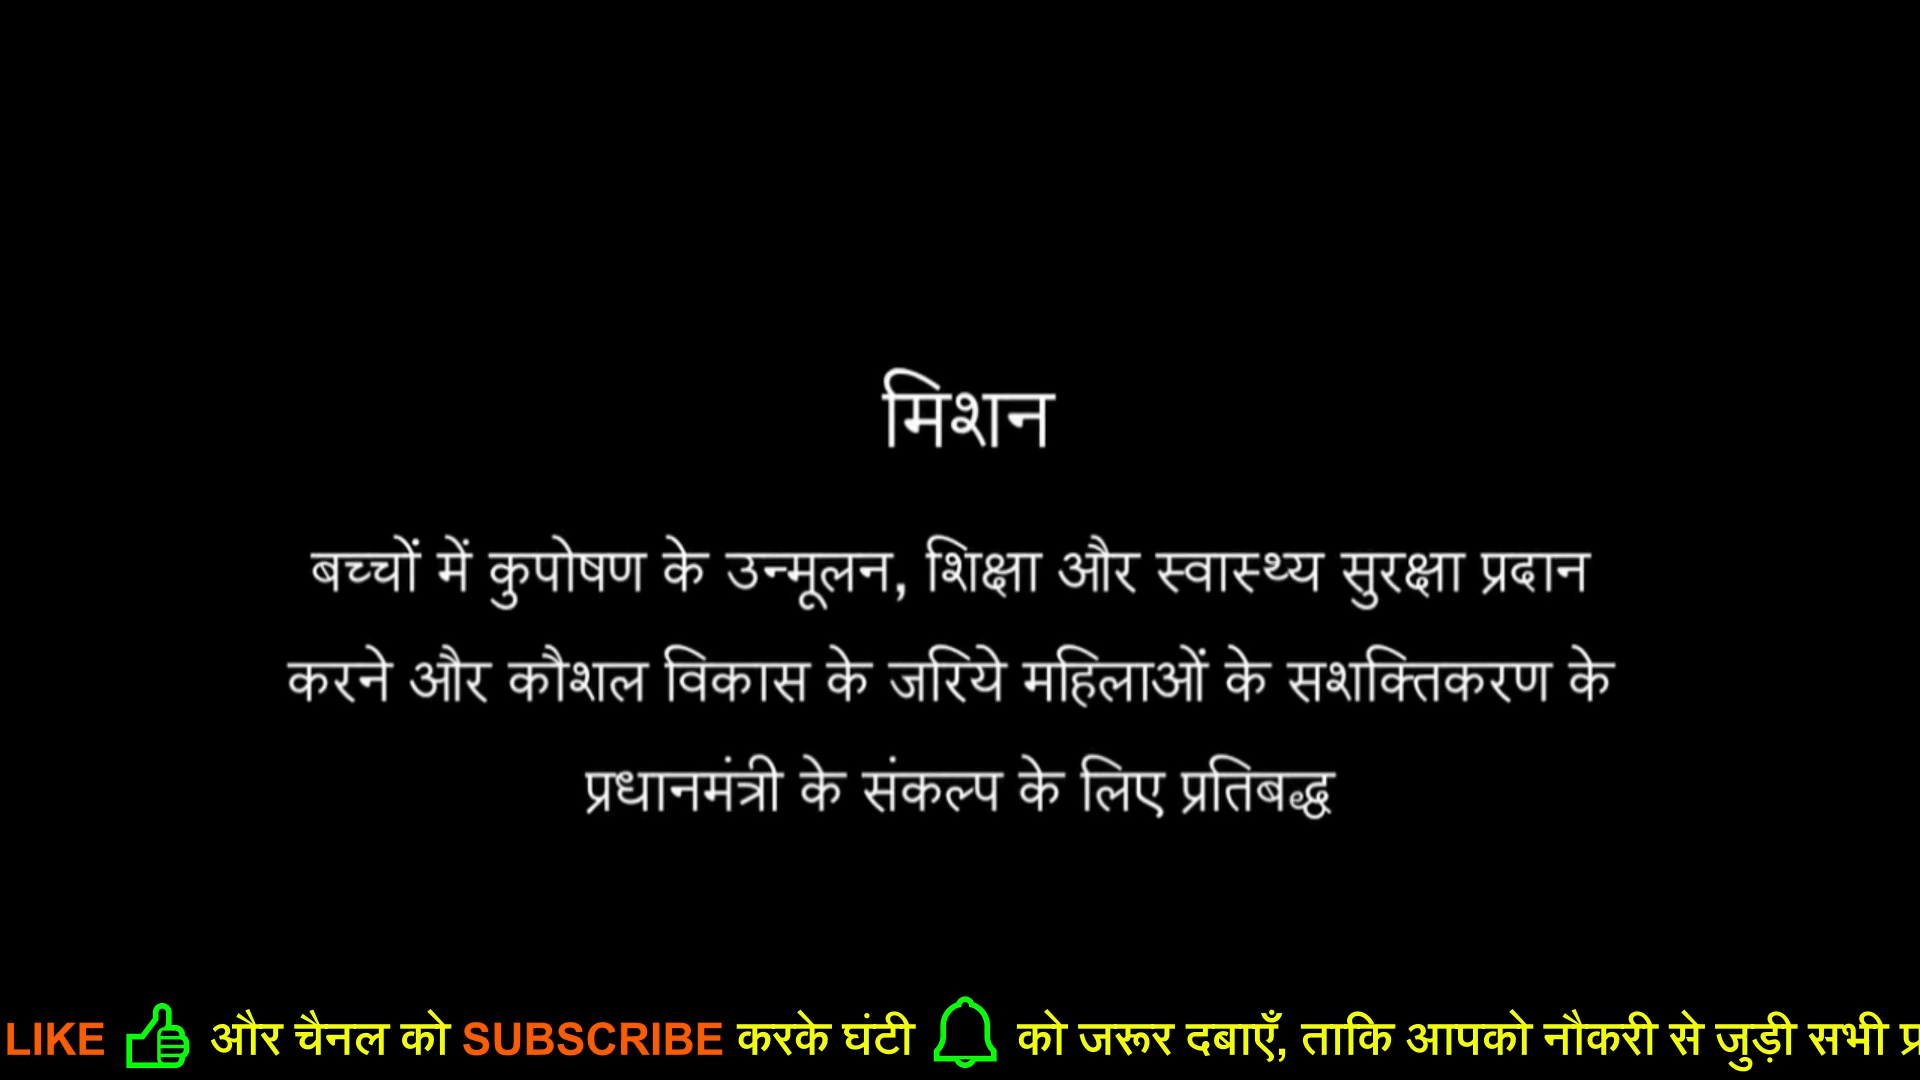 मिशन
बच्चों में कुपोषण के उन्मूलन, शिक्षा और स्वास्थ्य सुरक्षा प्रदान
करने और कौशल विकास के जरिये महिलाओं के सशक्तिकरण के
प्रधानमंत्री के संकल्प के लिए प्रतिबद्ध
LIKE और चैनल को SUBSCRIBE करके घंटी को जरूर दबाएँ, ताकि आपको नौकरी से जुड़ी सभी